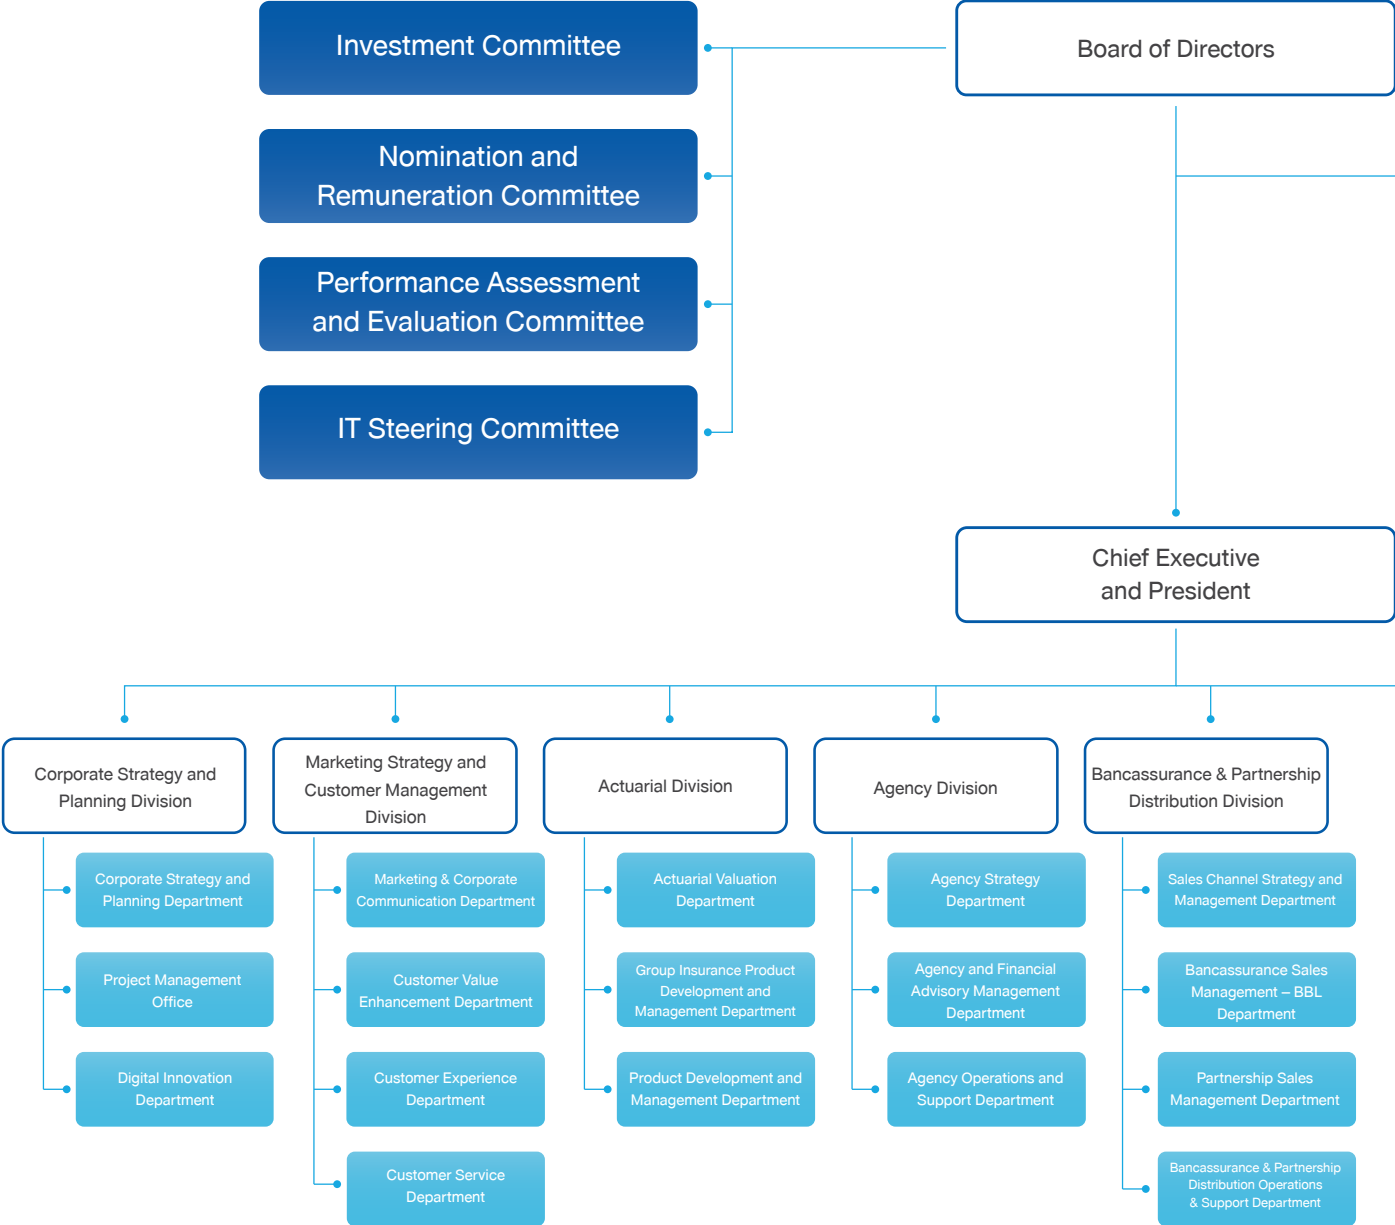 Investment Committee
Board of Directors
Nomination and
Remuneration Committee
Performance Assessment
and Evaluation Committee
IT Steering Committee
Chief Executive
and President
Corporate Strategy and
Planning Division
Corporate Strategy and
Planning Department
Project Management
Office
Digital Innovation
Department
Marketing Strategy and
Customer Management
Division
Marketing & Corporate
Communication Department
Customer Value
Enhancement Department
Customer Experience
Department
Customer Service
Department
Actuarial Division
Actuarial Valuation
Department
Group Insurance Product
Development and
Management Department
Product Development and
Management Department
Agency Division
Agency Strategy
Department
Agency and Financial
Advisory Management
Department
Agency Operations and
Support Department
Bancassurance & Partnership
Distribution Division
Sales Channel Strategy and
Management Department
Bancassurance Sales
Management – BBL
Department
Partnership Sales
Management Department
Bancassurance & Partnership
Distribution Operations
& Support Department